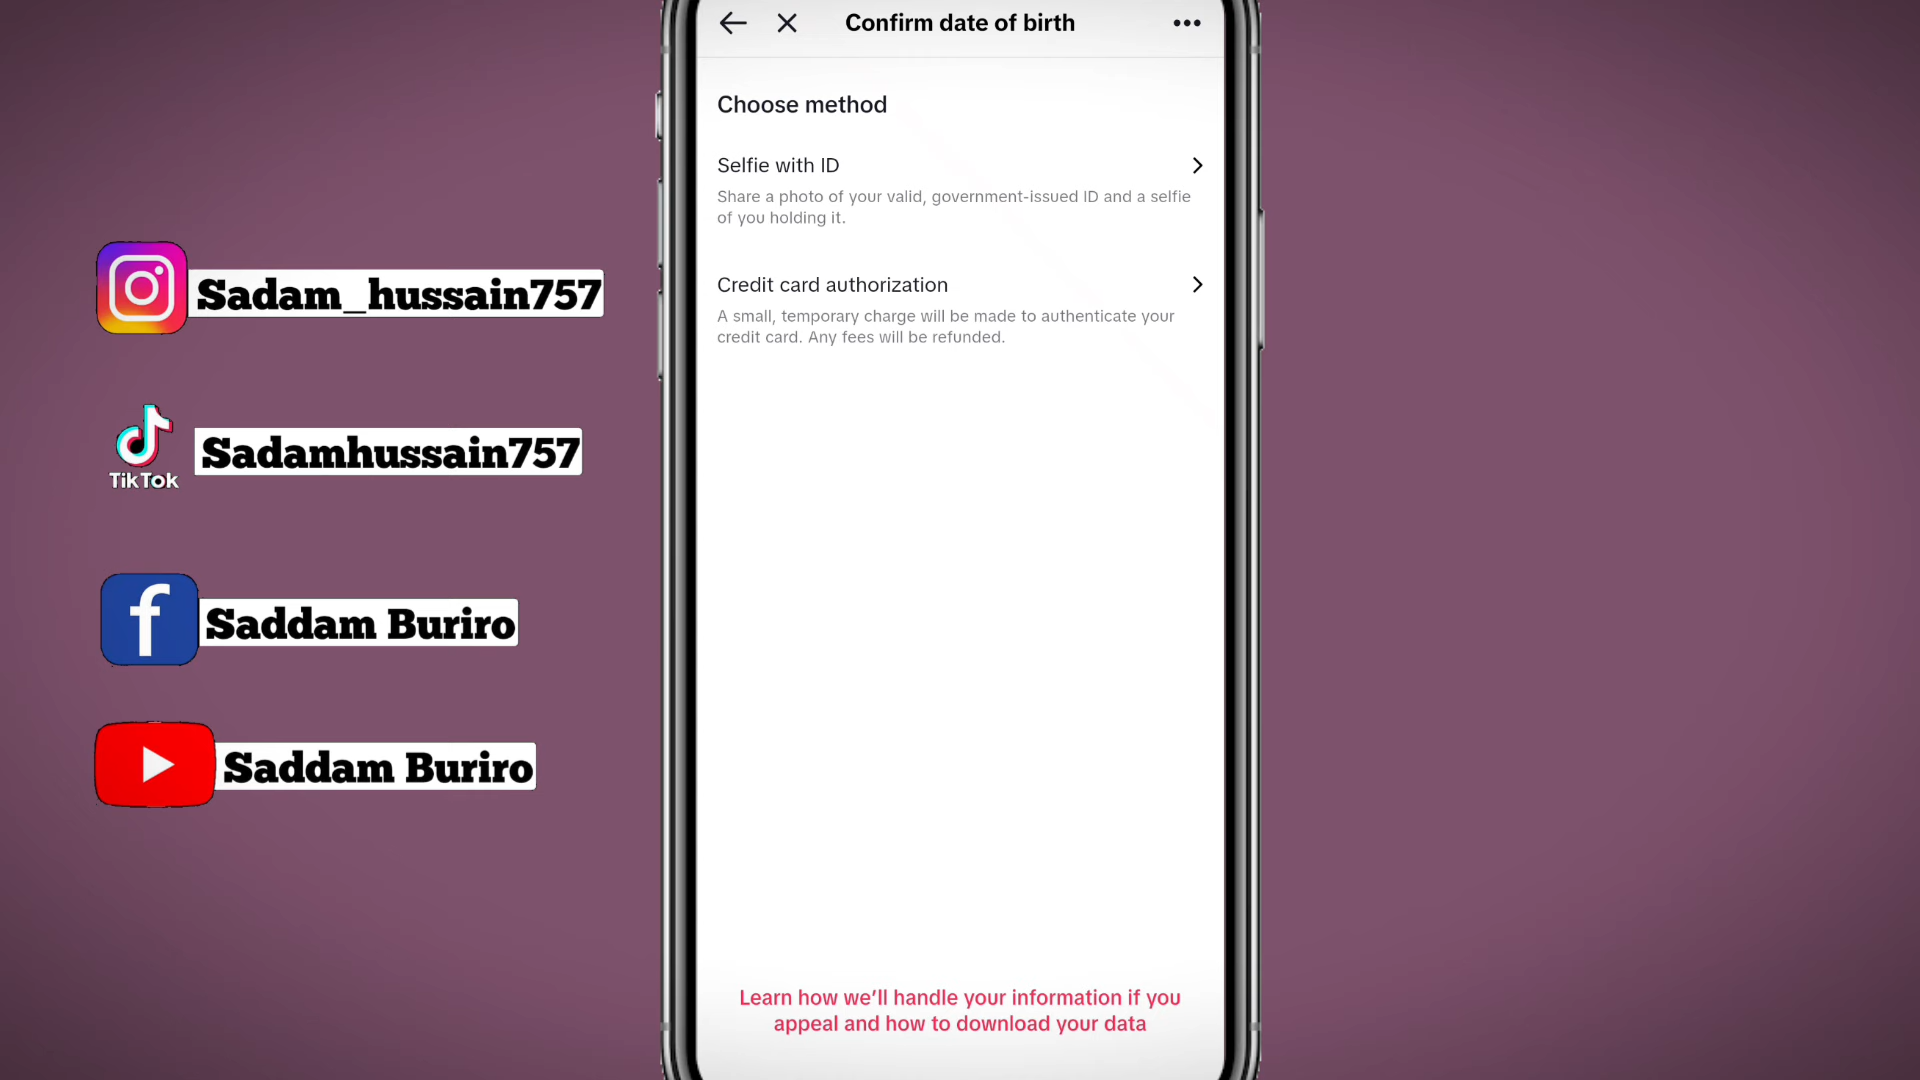 Confirm date of birth
Choose method
Selfie with ID
Share a photo of your valid, government-issued ID and a selfie
of you holding it.
Credit card authorization
A small, temporary charge will be made to authenticate your
credit card. Any fees will be refunded.
Learn how we’ll handle your information if you
appeal and how to download your data
Sadam_hussain757
TikTok
Sadamhussain757
f
Saddam Buriro
Saddam Buriro